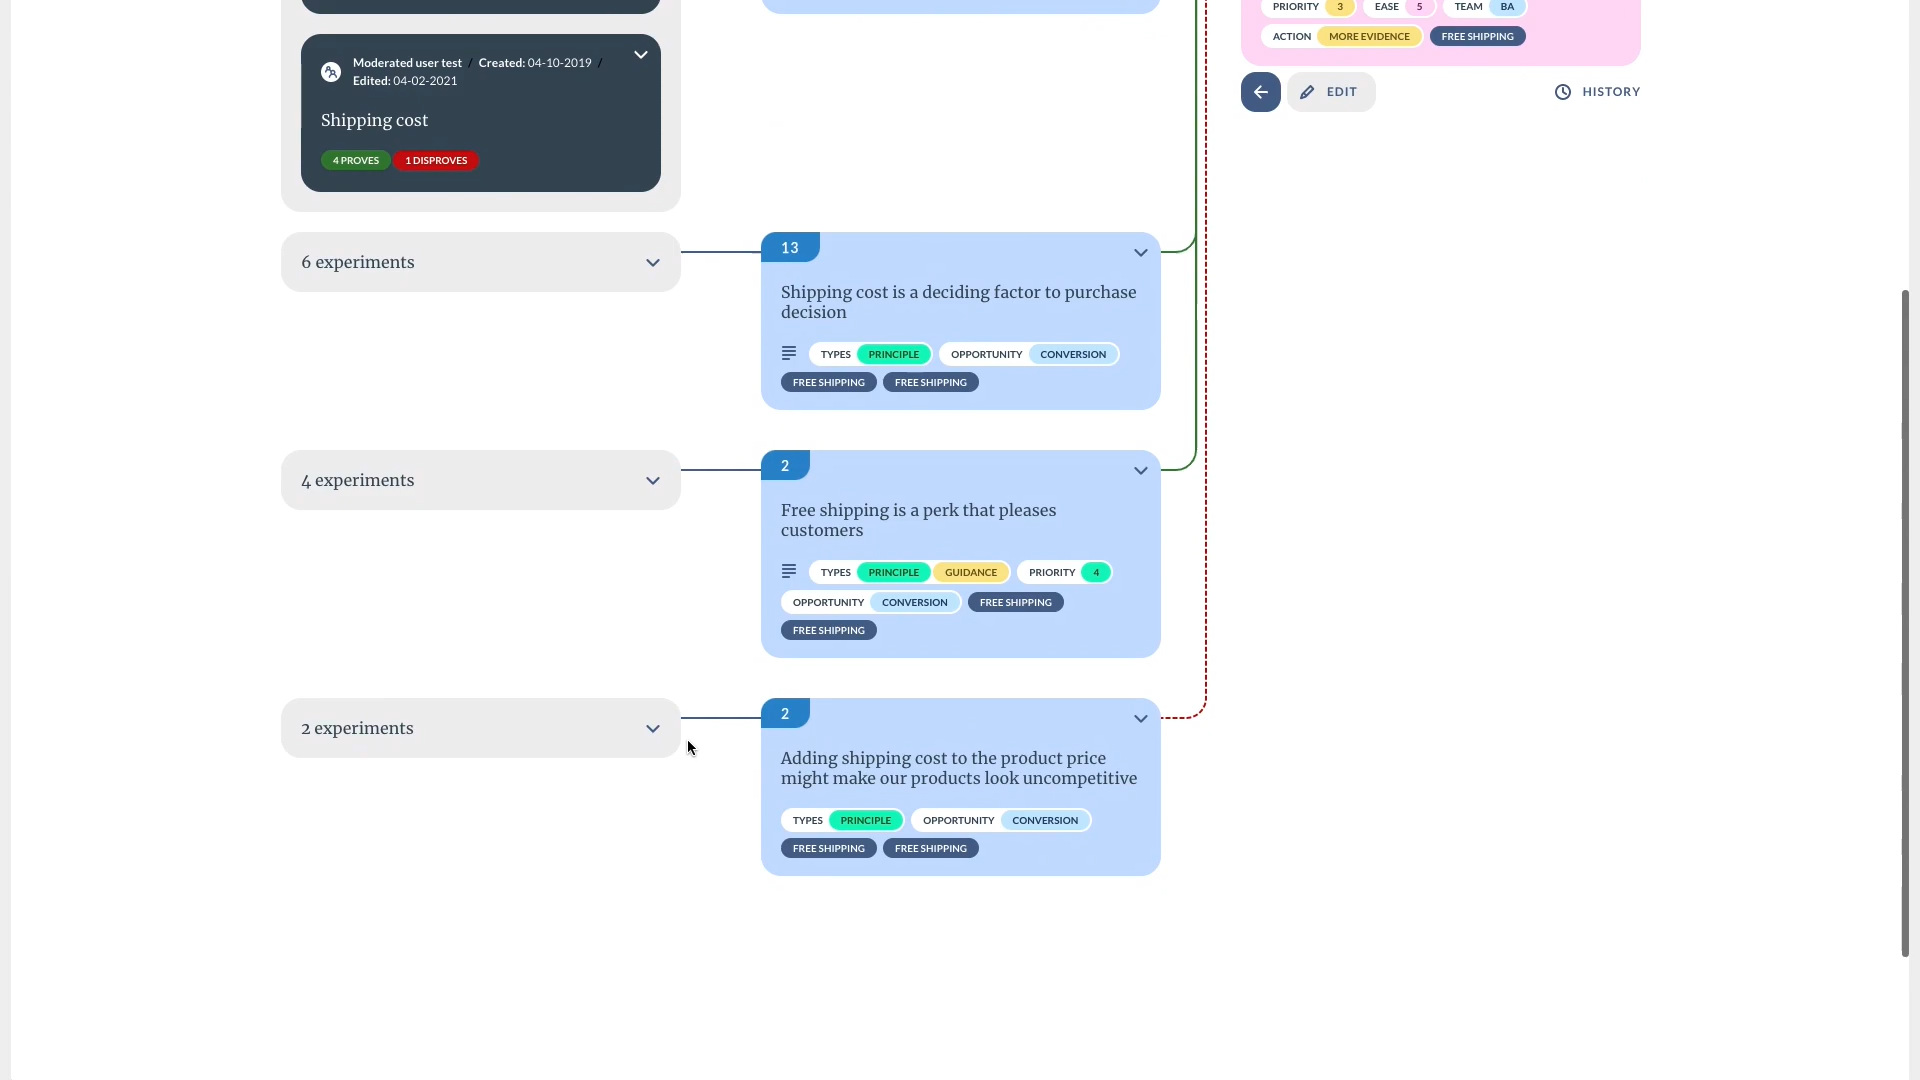 PRIORITY 3 EASE 5 TEAM BA
ACTION MORE EVIDENCE FREE SHIPPING
EDIT HISTORY
Moderated user test / Created: 04-10-2019 /
Edited: 04-02-2021
Shipping cost
4 PROVES 1 DISPROVES
6 experiments
13
Shipping cost is a deciding factor to purchase
decision
TYPES PRINCIPLE OPPORTUNITY CONVERSION
FREE SHIPPING FREE SHIPPING
4 experiments
2
Free shipping is a perk that pleases
customers
TYPES PRINCIPLE GUIDANCE PRIORITY 4
OPPORTUNITY CONVERSION FREE SHIPPING
FREE SHIPPING
2 experiments
2
Adding shipping cost to the product price
might make our products look uncompetitive
TYPES PRINCIPLE OPPORTUNITY CONVERSION
FREE SHIPPING FREE SHIPPING